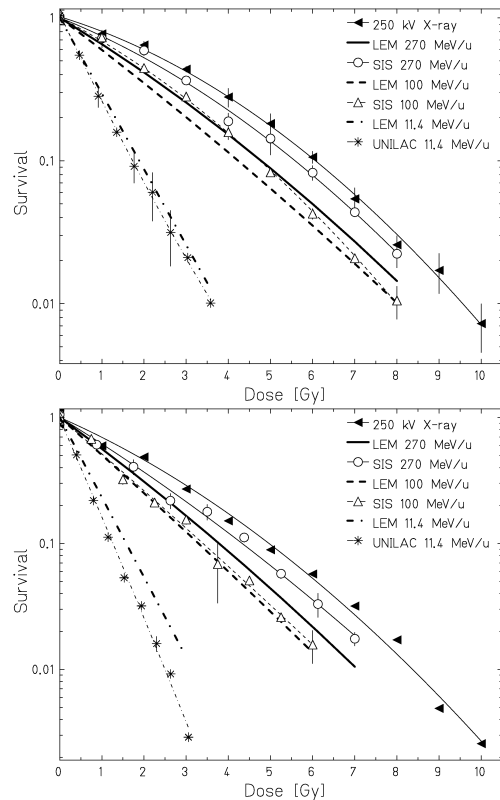 1
0.1
0.01
Survival
0 1 2 3 4 5 6 7 8 9 10
Dose [Gy]
250 kV X-ray
LEM 270 MeV/u
SIS 270 MeV/u
LEM 100 MeV/u
SIS 100 MeV/u
LEM 11.4 MeV/u
UNILAC 11.4 MeV/u
1
0.1
0.01
Survival
0 1 2 3 4 5 6 7 8 9 10
Dose [Gy]
250 kV X-ray
LEM 270 MeV/u
SIS 270 MeV/u
LEM 100 MeV/u
SIS 100 MeV/u
LEM 11.4 MeV/u
UNILAC 11.4 MeV/u